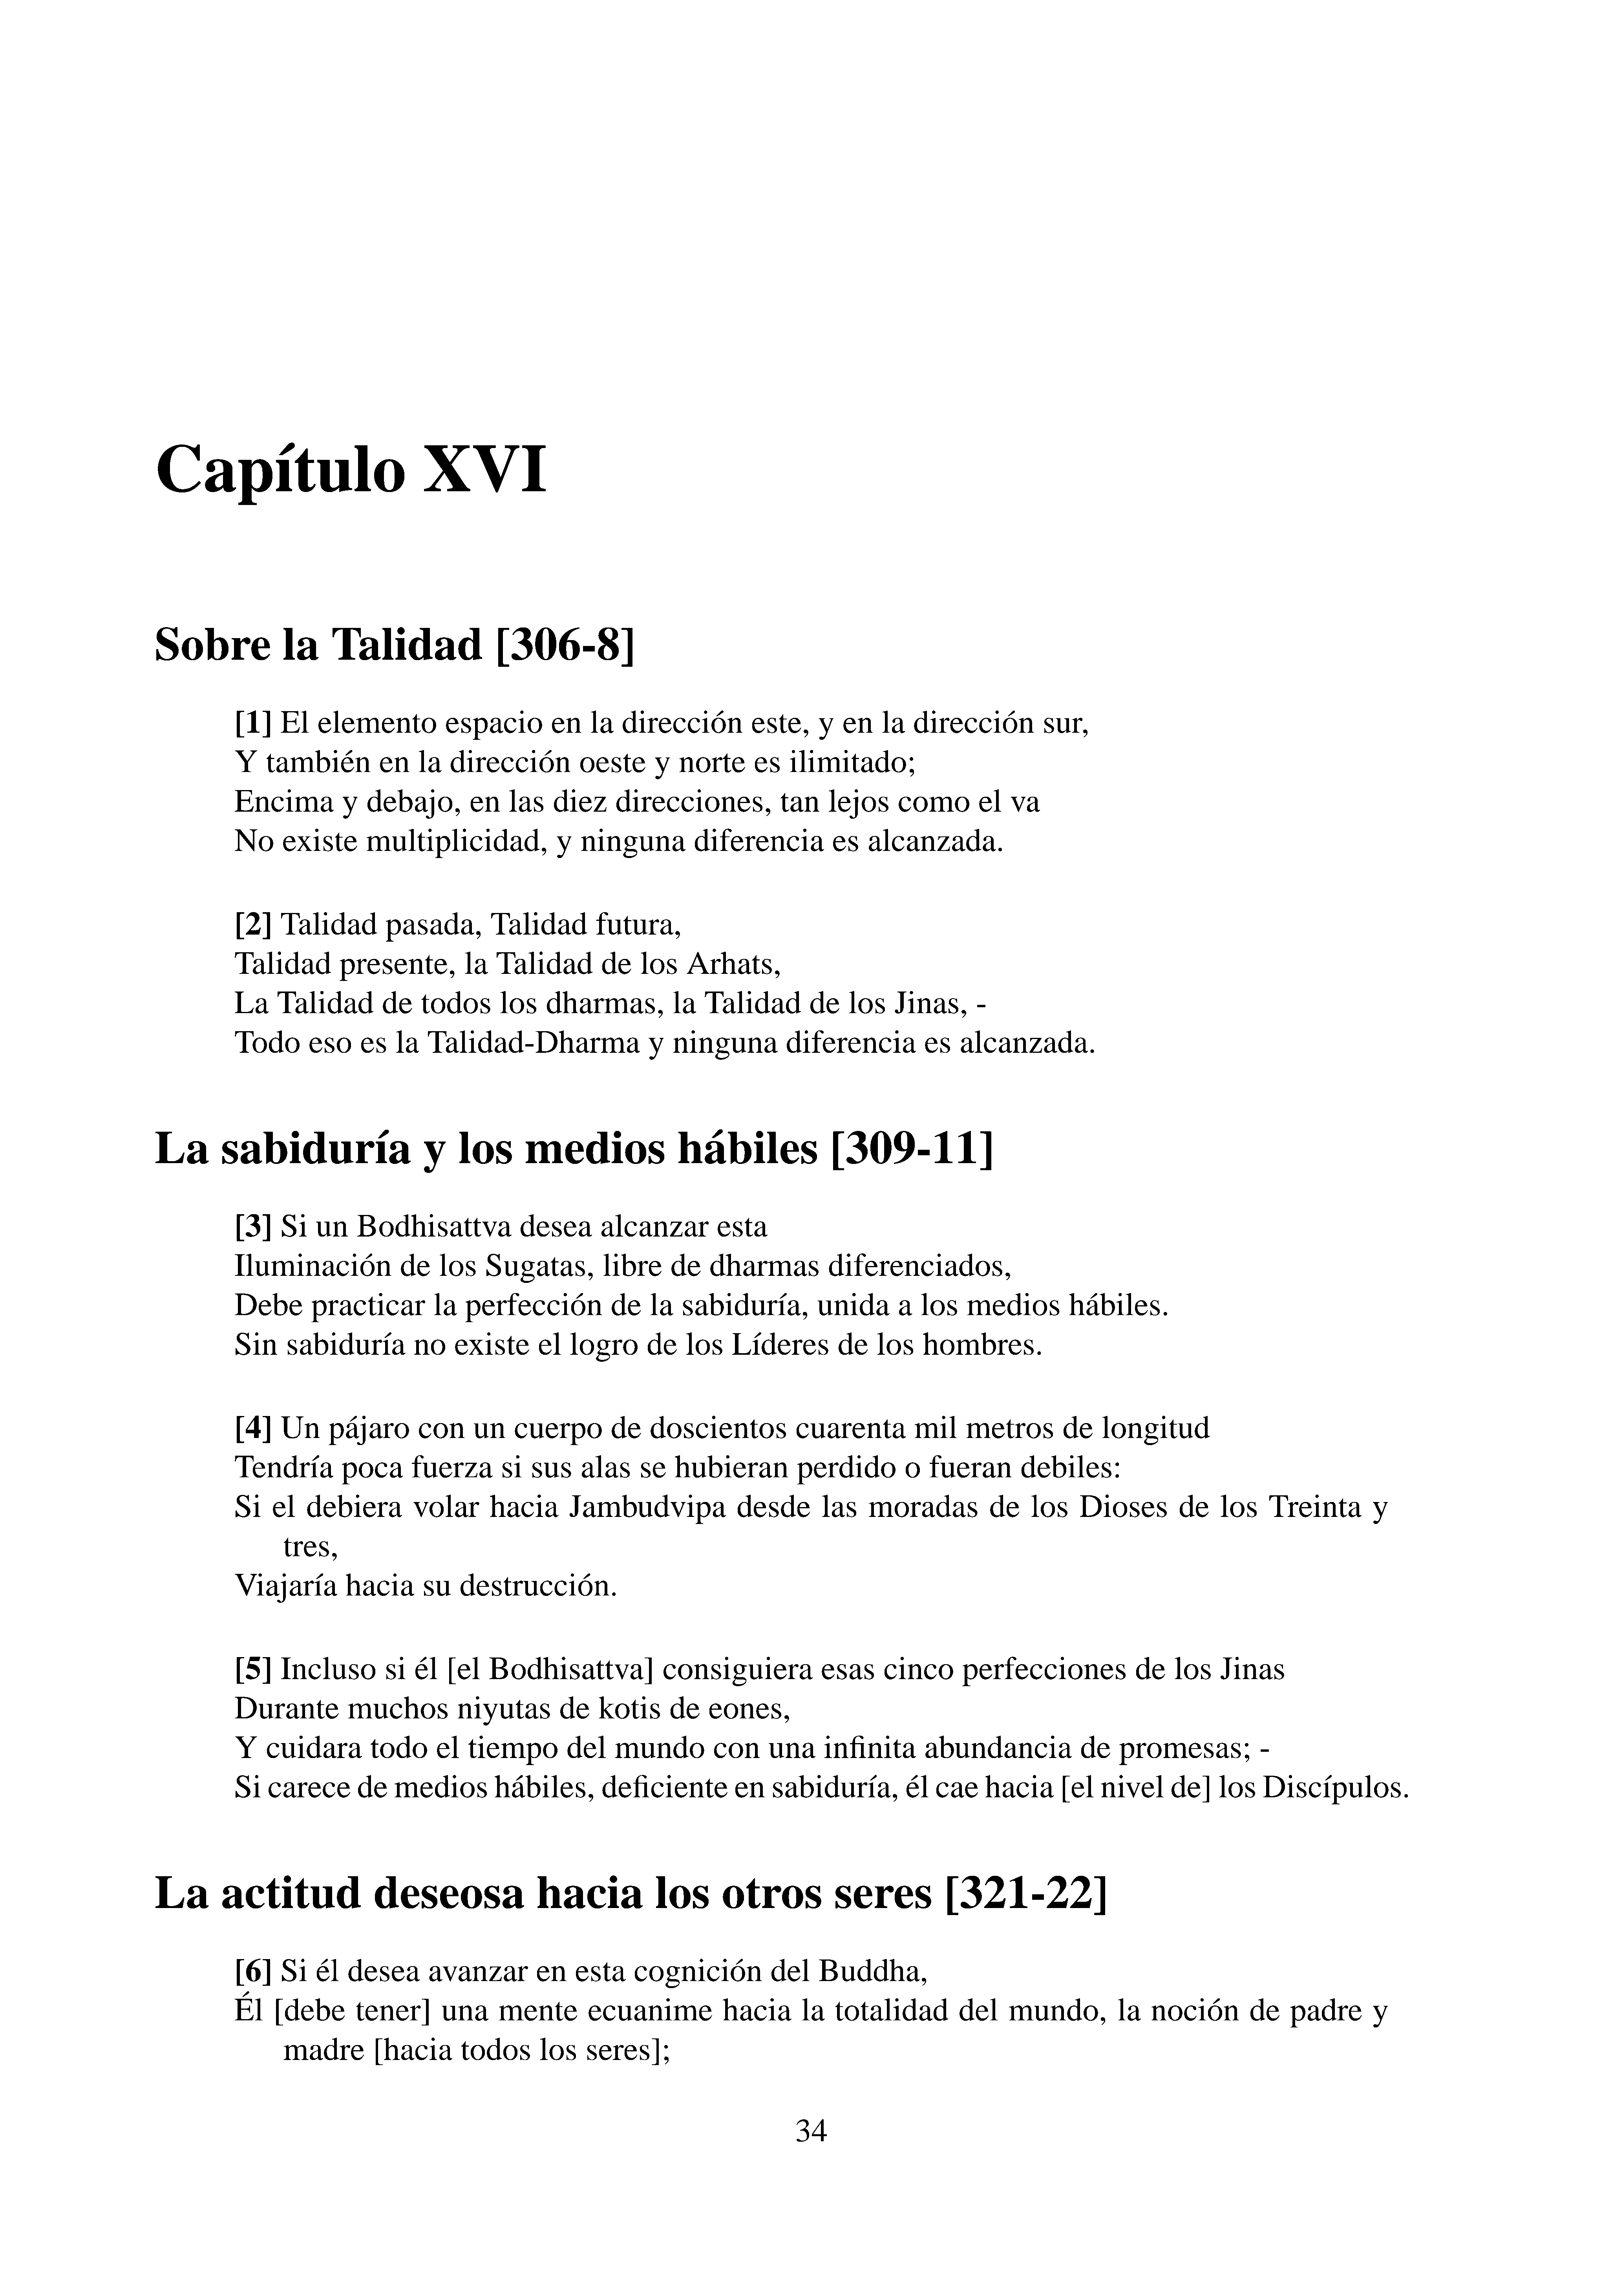 Capítulo XVI
Sobre la Talidad [306-8]
[1] El elemento espacio en la dirección este, y en la dirección sur,
Y también en la dirección oeste y norte es ilimitado;
Encima y debajo, en las diez direcciones, tan lejos como el va
No existe multiplicidad, y ninguna diferencia es alcanzada.
[2] Talidad pasada, Talidad futura,
Talidad presente, la Talidad de los Arhats,
La Talidad de todos los dharmas, la Talidad de los Jinas, -
Todo eso es la Talidad-Dharma y ninguna diferencia es alcanzada.
La sabiduría y los medios hábiles [309-11]
[3] Si un Bodhisattva desea alcanzar esta
Iluminación de los Sugatas, libre de dharmas diferenciados,
Debe practicar la perfección de la sabiduría, unida a los medios hábiles.
Sin sabiduría no existe el logro de los Líderes de los hombres.
[4] Un pájaro con un cuerpo de doscientos cuarenta mil metros de longitud
Tendría poca fuerza si sus alas se hubieran perdido o fueran debiles:
Si el debiera volar hacia Jambudvipa desde las moradas de los Dioses de los Treinta y
tres,
Viajaría hacia su destrucción.
[5] Incluso si él [el Bodhisattva] consiguiera esas cinco perfecciones de los Jinas
Durante muchos niyutas de kotis de eones,
Y cuidara todo el tiempo del mundo con una infinita abundancia de promesas; -
Si carece de medios hábiles, deficiente en sabiduría, él cae hacia [el nivel de] los Discípulos.
La actitud deseosa hacia los otros seres [321-22]
[6] Si él desea avanzar en esta cognición del Buddha,
Él [debe tener] una mente ecuanime hacia la totalidad del mundo, la noción de padre y
madre [hacia todos los seres];
34